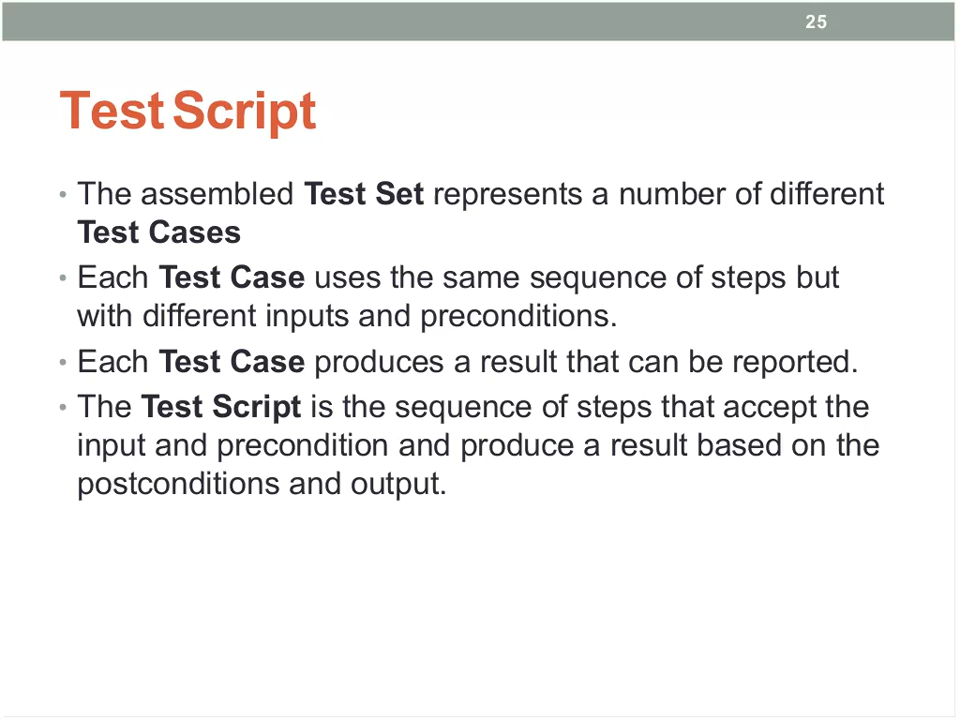 25
Test Script
• The assembled Test Set represents a number of different
Test Cases
• Each Test Case uses the same sequence of steps but
with different inputs and preconditions.
• Each Test Case produces a result that can be reported.
• The Test Script is the sequence of steps that accept the
input and precondition and produce a result based on the
postconditions and output.